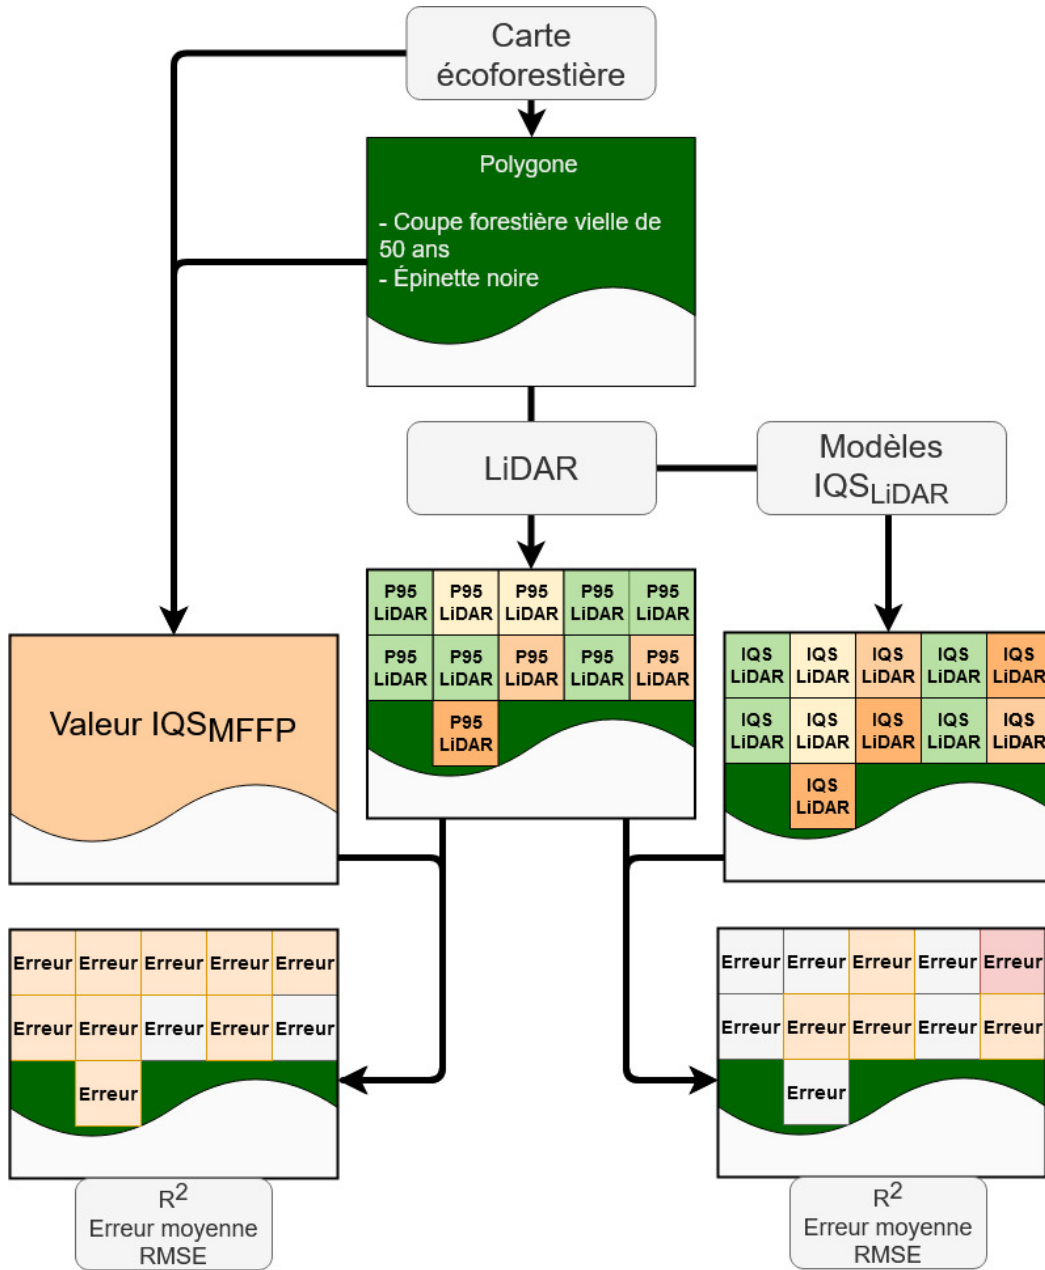 Carte
écoforestière
Polygone
- Coupe forestière vielle de
50 ans
- Épinette noire
LiDAR
Modèles
IQSLiDAR
P95 P95 P95 P95 P95
LiDAR LiDAR LiDAR LiDAR LiDAR
P95 P95 P95 P95 P95
LiDAR LiDAR LiDAR LiDAR LiDAR
P95
LiDAR
IQS IQS IQS IQS IQS
LiDAR LiDAR LiDAR LiDAR LiDAR
IQS IQS IQS IQS IQS
LiDAR LiDAR LiDAR LiDAR LiDAR
IQS
LiDAR
Valeur IQSMFFP
Erreur Erreur Erreur Erreur Erreur
Erreur Erreur Erreur Erreur Erreur
Erreur
R2
Erreur moyenne
RMSE
Erreur Erreur Erreur Erreur Erreur
Erreur Erreur Erreur Erreur Erreur
Erreur
R2
Erreur moyenne
RMSE